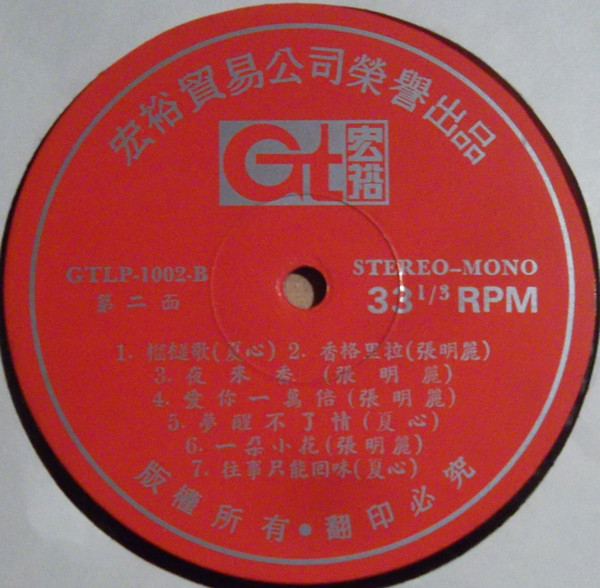 宏裕貿易公司榮譽出品
Gt 宏裕
GTLP-1002-B
第二面
STEREO-MONO
33 1/3 RPM
1. 搥歌(夏心) 2. 香格里拉(張明麗)
3. 夜來香 (張明麗)
4. 愛你一萬倍(張明麗)
5. 夢醒不了情(夏心)
6. 一朵小花(張明麗)
7. 往事只能回味(夏心)
版權所有・翻印必究